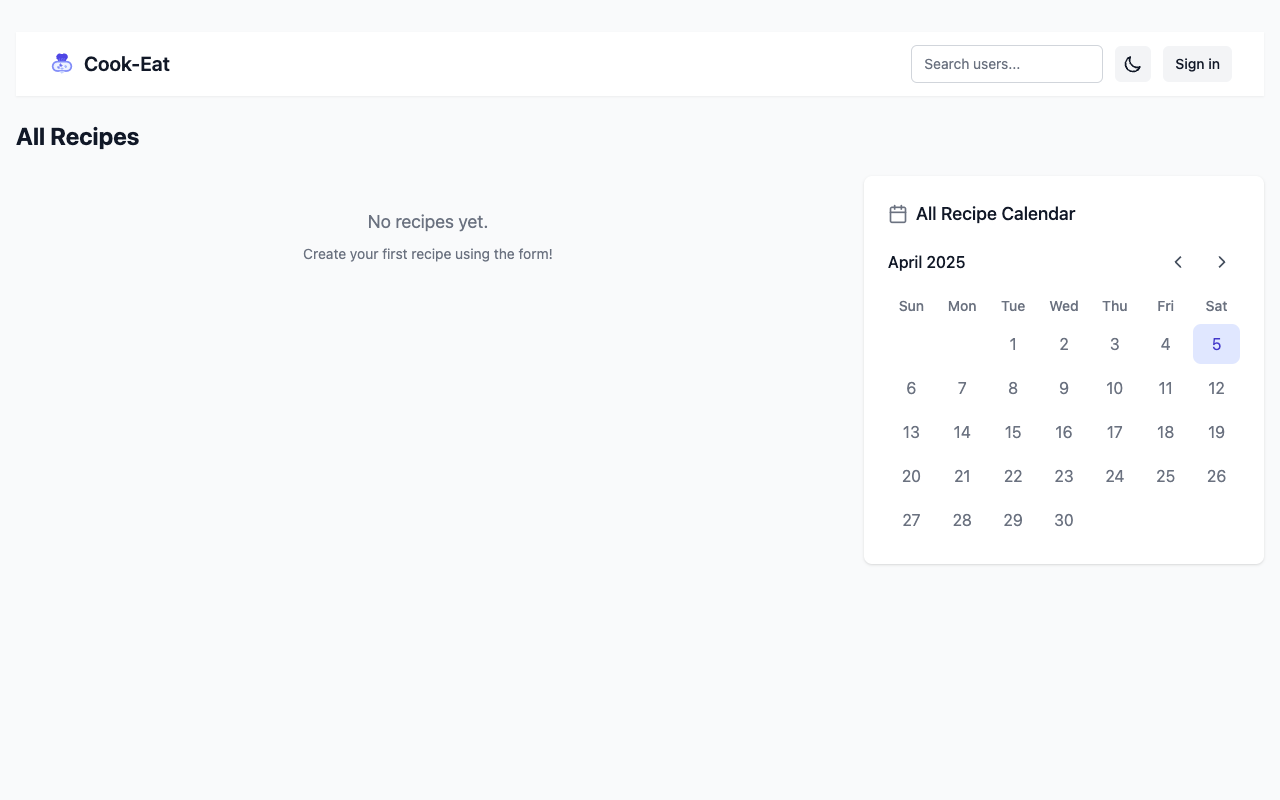 Cook-Eat
Search users...
Sign in
All Recipes
No recipes yet.
Create your first recipe using the form!
All Recipe Calendar
April 2025
Sun Mon Tue Wed Thu Fri Sat
1 2 3 4 5
6 7 8 9 10 11 12
13 14 15 16 17 18 19
20 21 22 23 24 25 26
27 28 29 30